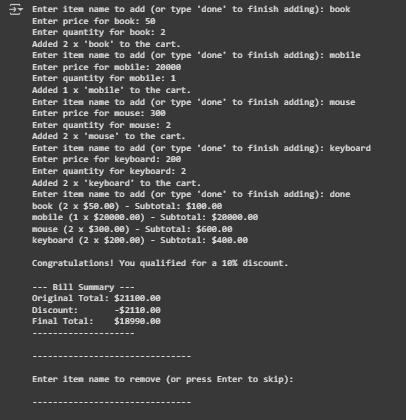 Enter item name to add (or type 'done' to finish adding): book
Enter price for book: 50
Enter quantity for book: 2
Added 2 x 'book' to the cart.
Enter item name to add (or type 'done' to finish adding): mobile
Enter price for mobile: 20000
Enter quantity for mobile: 1
Added 1 x 'mobile' to the cart.
Enter item name to add (or type 'done' to finish adding): mouse
Enter price for mouse: 300
Enter quantity for mouse: 2
Added 2 x 'mouse' to the cart.
Enter item name to add (or type 'done' to finish adding): keyboard
Enter price for keyboard: 200
Enter quantity for keyboard: 2
Added 2 x 'keyboard' to the cart.
Enter item name to add (or type 'done' to finish adding): done
book (2 x $50.00) - Subtotal: $100.00
mobile (1 x $20000.00) - Subtotal: $20000.00
mouse (2 x $300.00) - Subtotal: $600.00
keyboard (2 x $200.00) - Subtotal: $400.00
Congratulations! You qualified for a 10% discount.
--- Bill Summary ---
Original Total: $21100.00
Discount: -$2110.00
Final Total: $18990.00
--------------------
-------------------------------
Enter item name to remove (or press Enter to skip):
-------------------------------